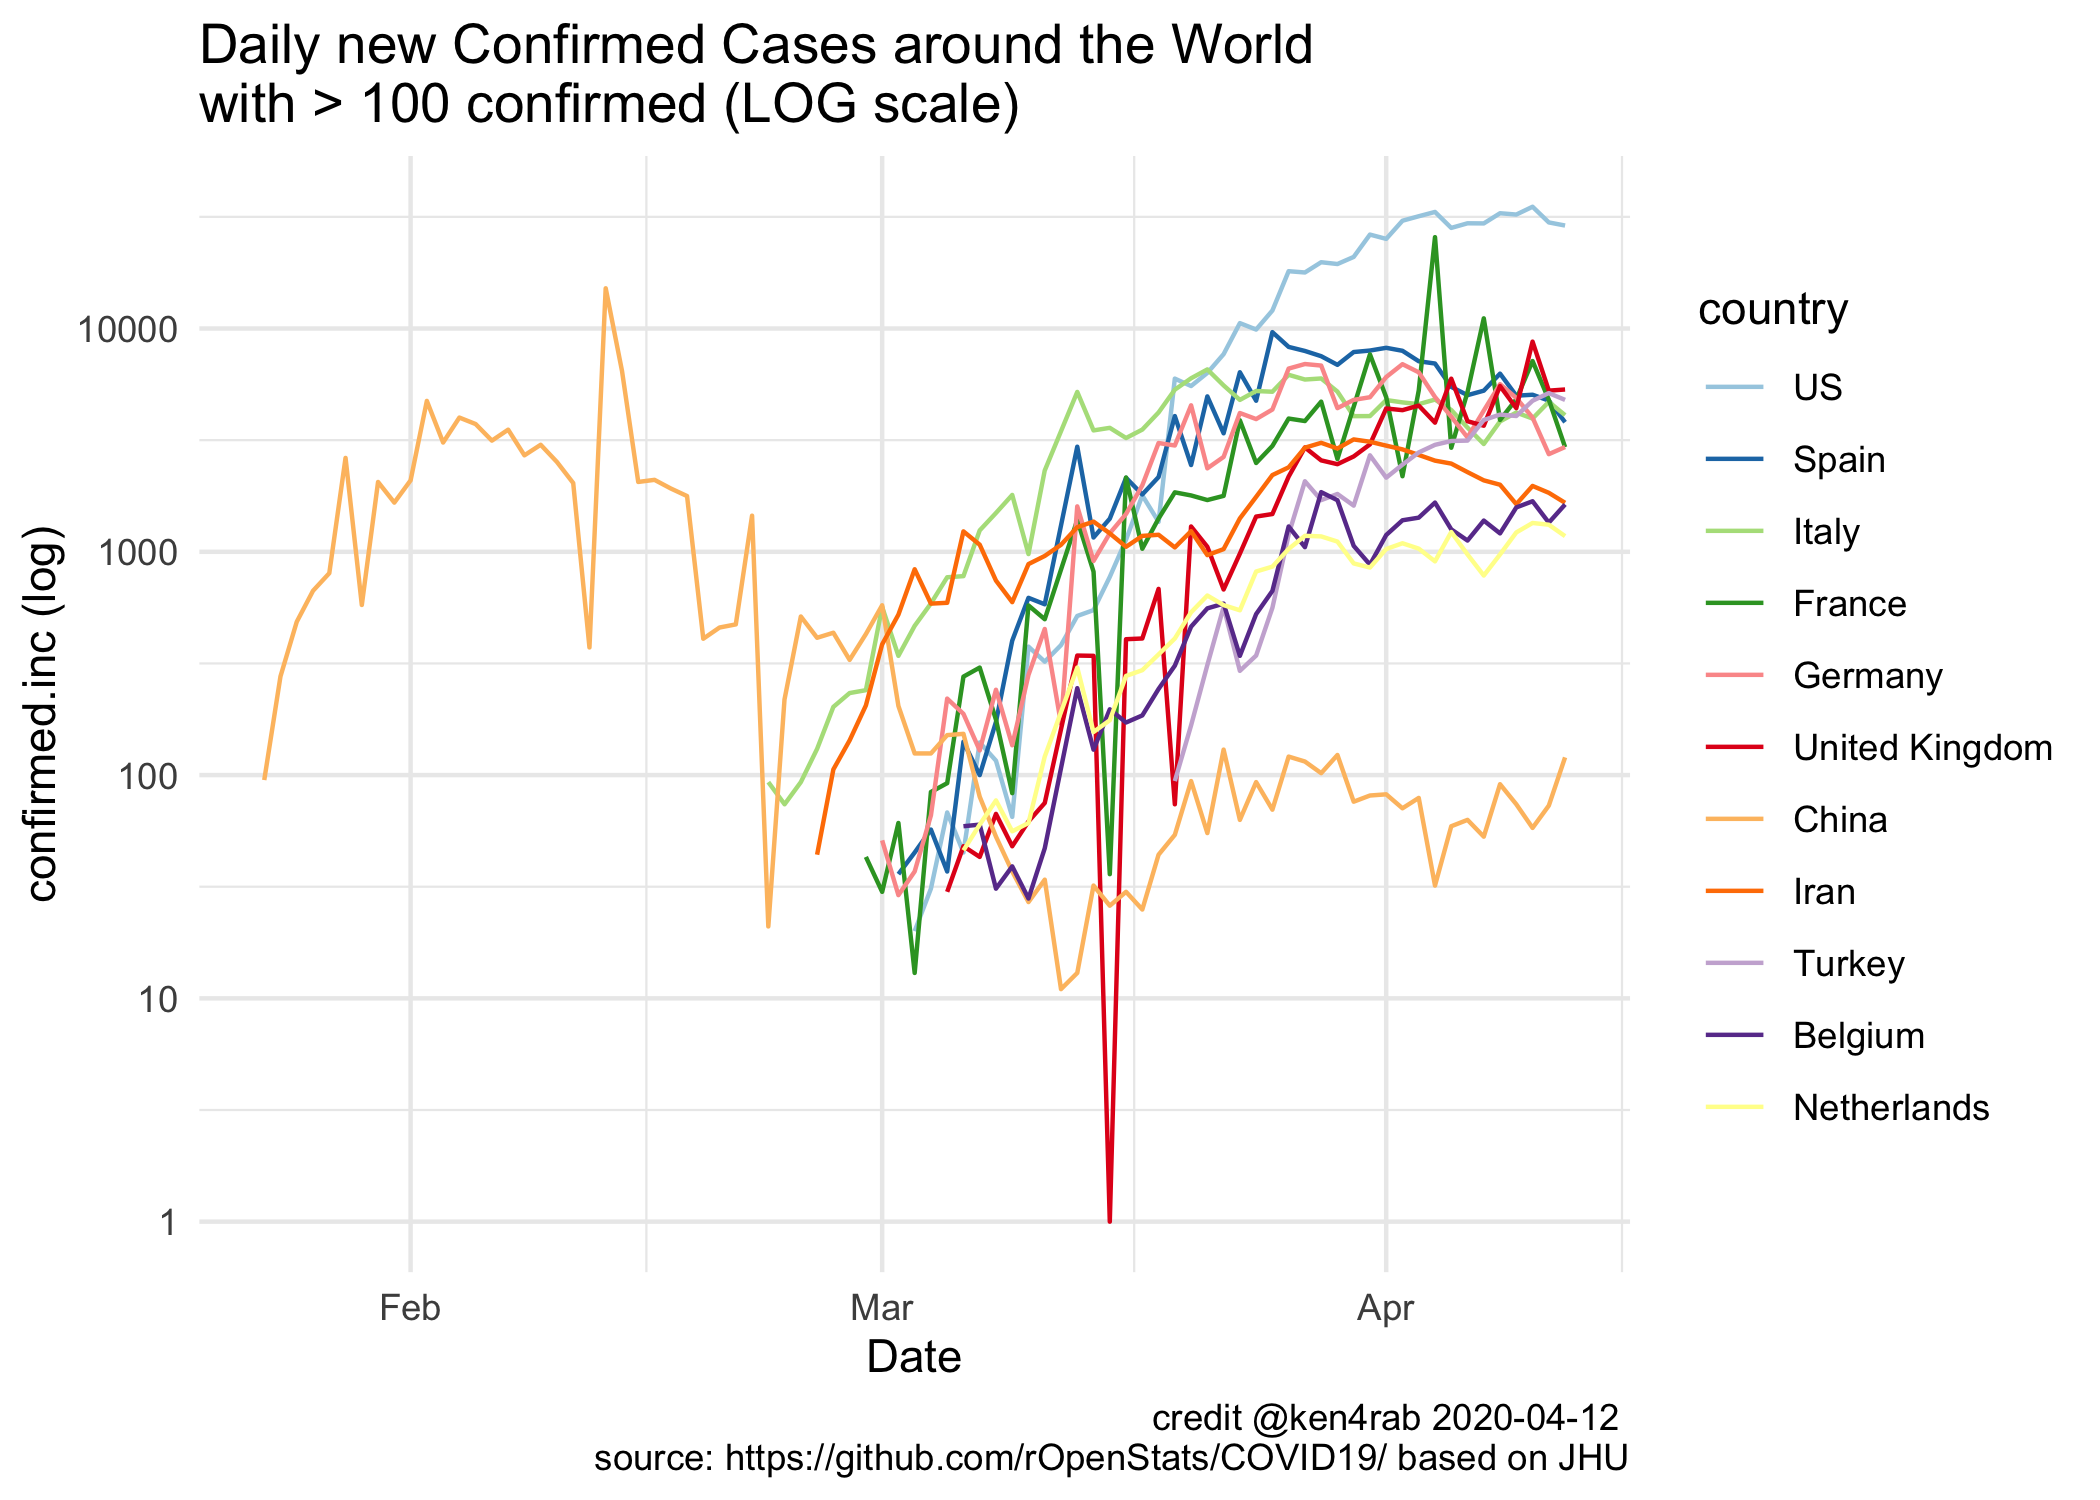 Daily new Confirmed Cases around the World
with > 100 confirmed (LOG scale)
confirmed.inc (log)
10000
1000
100
10
1
Feb
Mar
Apr
Date
country
US
Spain
Italy
France
Germany
United Kingdom
China
Iran
Turkey
Belgium
Netherlands
credit @ken4rab 2020-04-12
source: https://github.com/rOpenStats/COVID19/ based on JHU